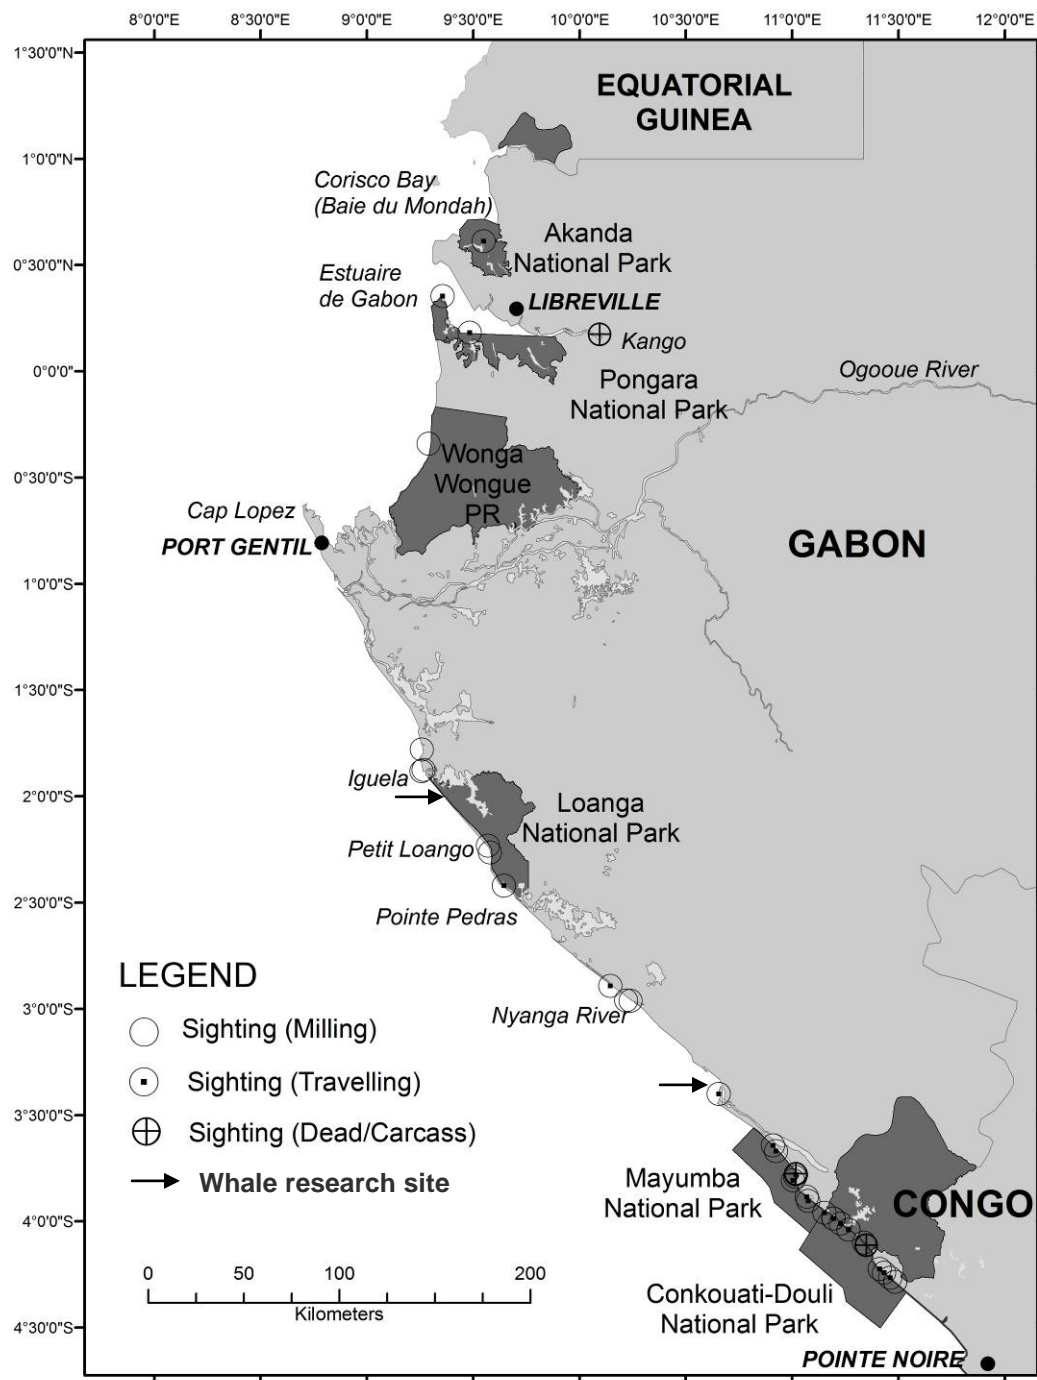 8°0'0"E 8°30'0"E 9°0'0"E 9°30'0"E 10°0'0"E 10°30'0"E 11°0'0"E 11°30'0"E 12°0'0"E
1°30'0"N
EQUATORIAL
GUINEA
1°0'0"N
Corisco Bay
(Baie du Mondah)
Akanda
National Park
0°30'0"N
Estuaire
de Gabon
LIBREVILLE
Kango
0°0'0"
Ogooue River
Pongara
National Park
Wonga
Wongue
PR
0°30'0"S
Cap Lopez
PORT GENTIL
GABON
1°0'0"S
1°30'0"S
Iguela
2°0'0"S
Loanga
National Park
Petit Loango
2°30'0"S
Pointe Pedras
LEGEND
3°0'0"S
Nyanga River
Sighting (Milling)
Sighting (Travelling)
Sighting (Dead/Carcass)
Whale research site
3°30'0"S
Mayumba
National Park
CONGO
4°0'0"S
0 50 100 200
Kilometers
Conkouati-Douli
National Park
4°30'0"S
POINTE NOIRE